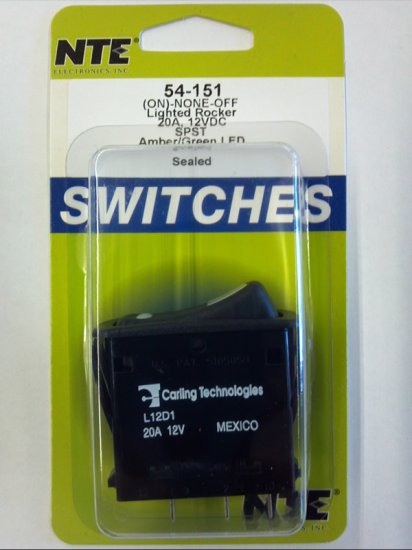 NTE
ELECTRONICS, INC.
54-151
(ON)-NONE-OFF
Lighted Rocker
20A, 12VDC
SPST
Amber/Green LED
Sealed
SWITCHES
Carling Technologies
L12D1
20A 12V MEXICO
NTE